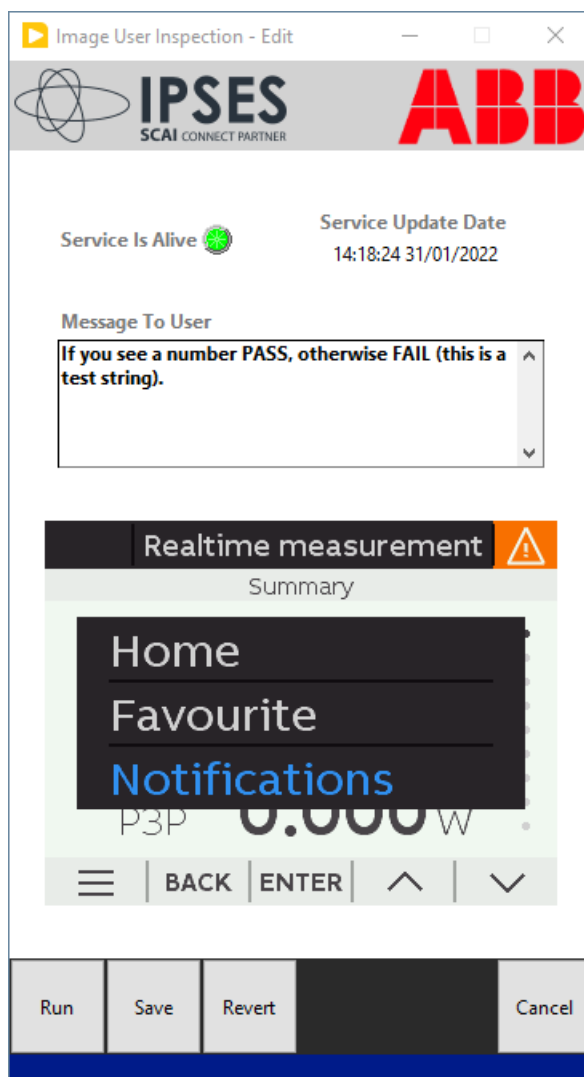 Image User Inspection - Edit
IPSES
SCAI CONNECT PARTNER
ABB
Service Is Alive
Service Update Date
14:18:24 31/01/2022
Message To User
If you see a number PASS, otherwise FAIL (this is a
test string).
Realtime measurement
Summary
Home
Favourite
Notifications
P3P 0.000 W
BACK ENTER
Run Save Revert Cancel